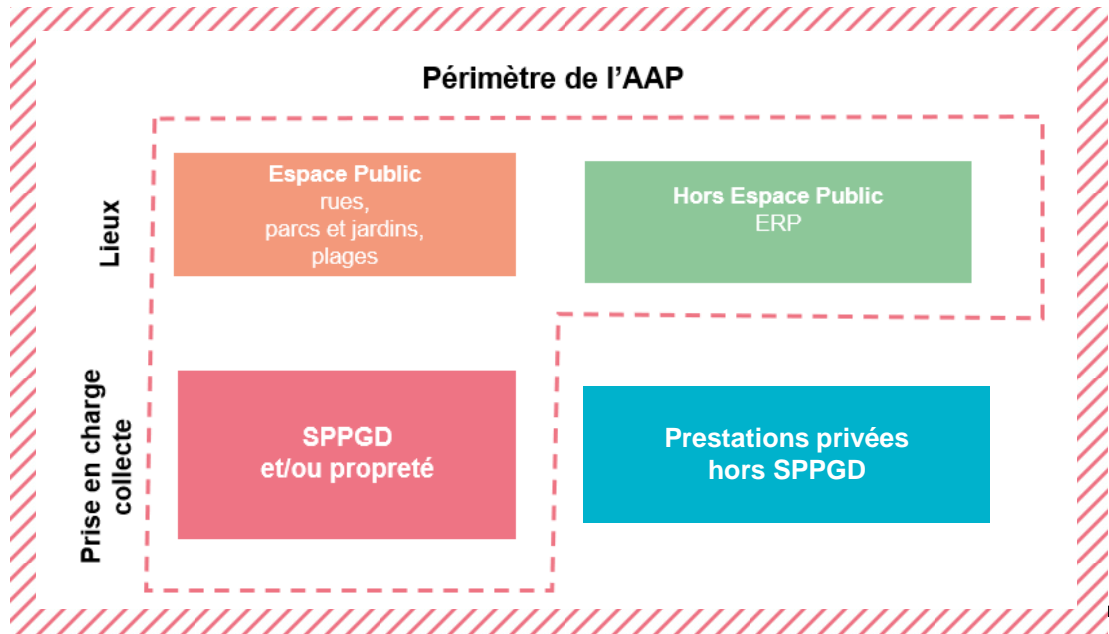 Périmètre de l'AAP
Lieux
Espace Public
rues,
parcs et jardins,
plages
Hors Espace Public
ERP
Prise en charge
collecte
SPPGD
et/ou propreté
Prestations privées
hors SPPGD